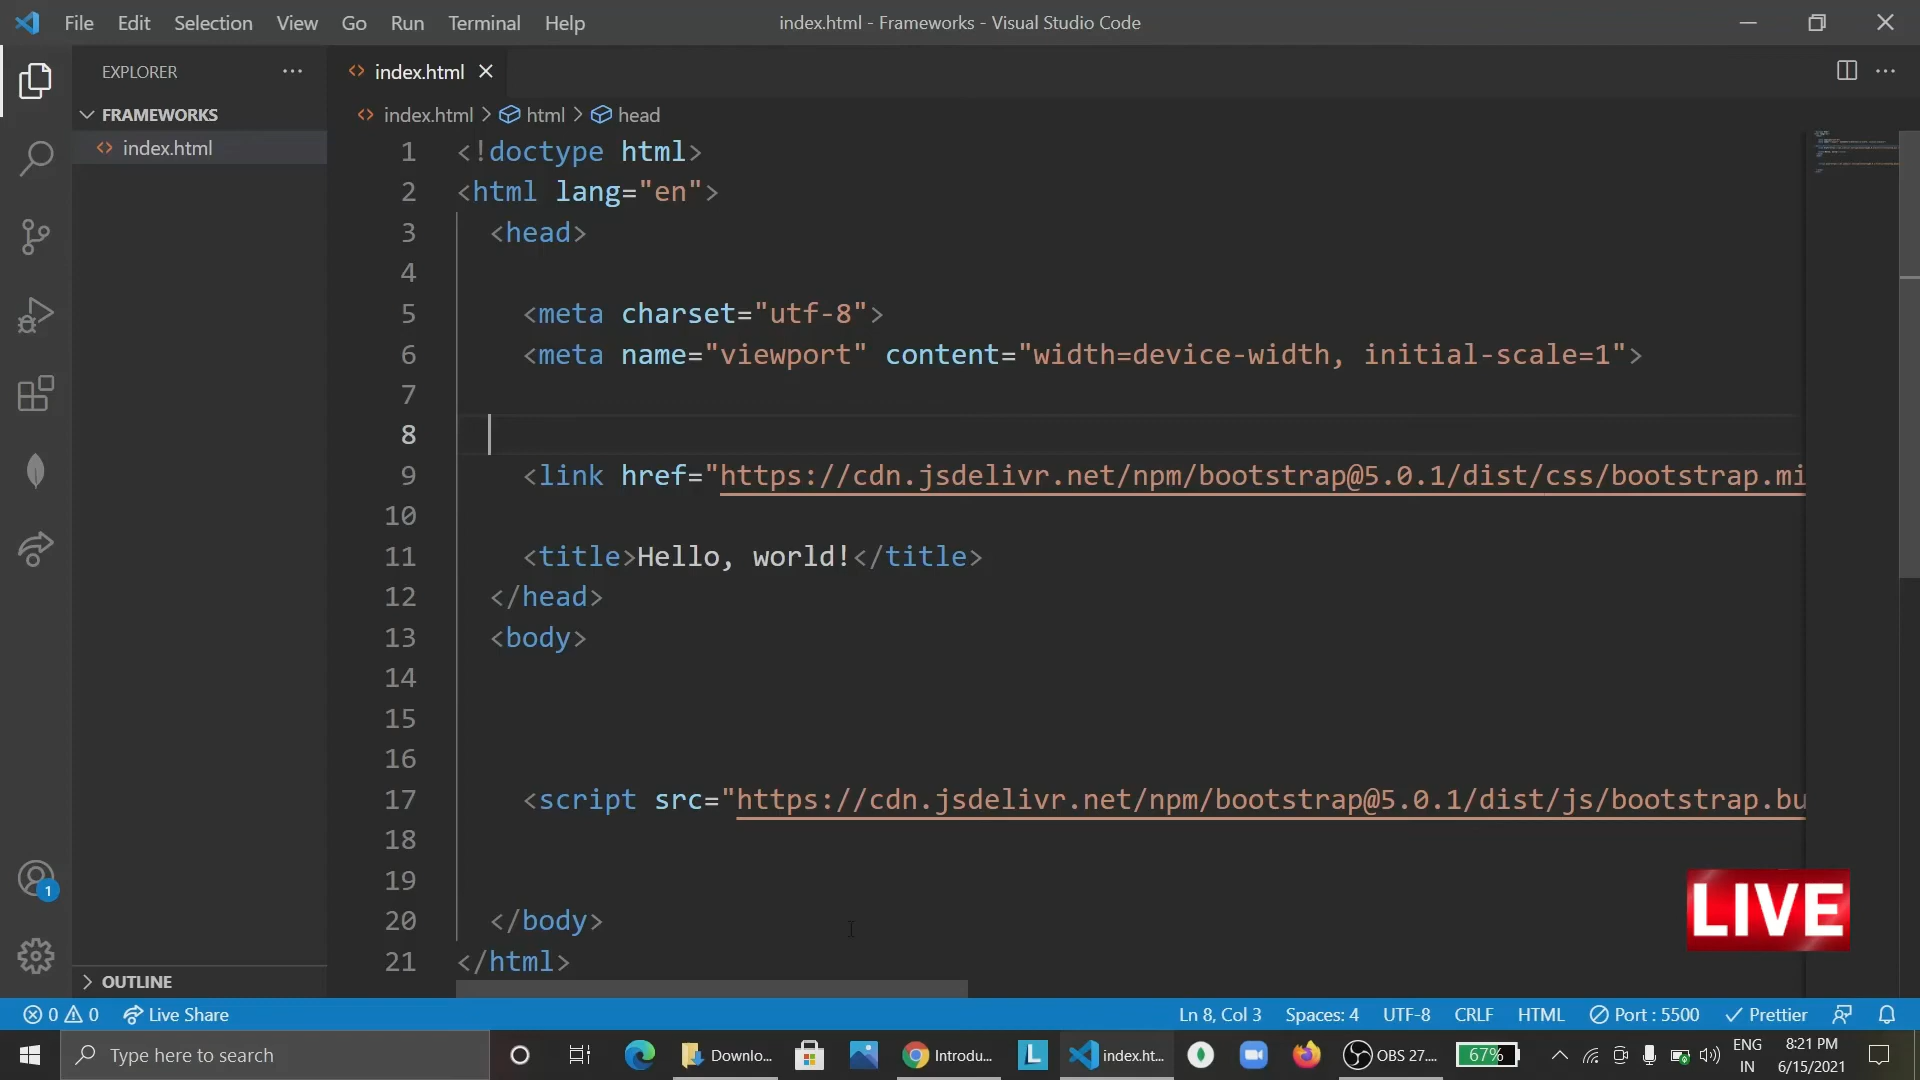 File Edit Selection View Go Run Terminal Help
index.html - Frameworks - Visual Studio Code
EXPLORER
FRAMEWORKS
index.html
index.html
index.html > html > head
1 <!doctype html>
2 <html lang="en">
3 <head>
4
5 <meta charset="utf-8">
6 <meta name="viewport" content="width=device-width, initial-scale=1">
7
8
9 <link href="https://cdn.jsdelivr.net/npm/bootstrap@5.0.1/dist/css/bootstrap.mi
10
11 <title>Hello, world!</title>
12 </head>
13 <body>
14
15
16
17 <script src="https://cdn.jsdelivr.net/npm/bootstrap@5.0.1/dist/js/bootstrap.bu
18
19
20 </body>
21 </html>
LIVE
1
OUTLINE
0 0 Live Share
Ln 8, Col 3 Spaces: 4 UTF-8 CRLF HTML Port : 5500 Prettier
Type here to search
Downlo...
Introdu...
L
index.ht...
OBS 27....
67%
ENG
IN
8:21 PM
6/15/2021